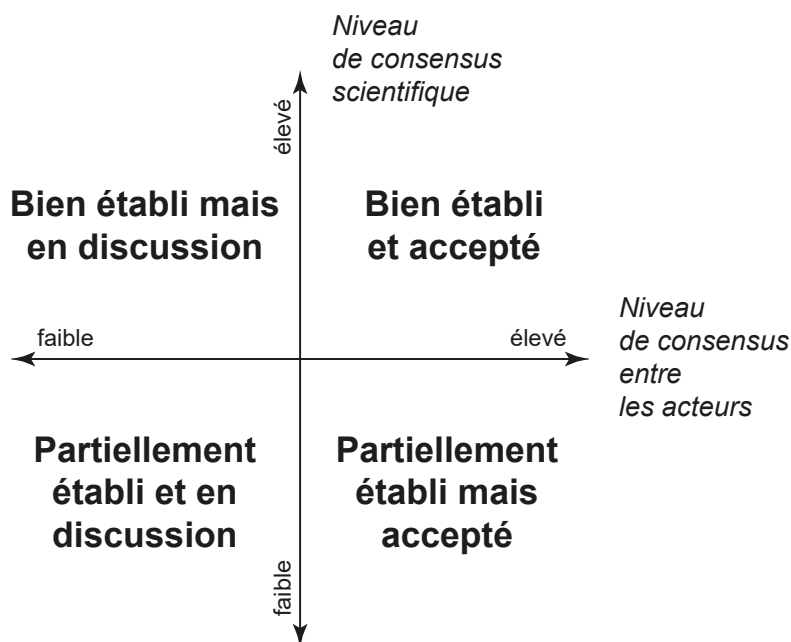 Niveau
de consensus
scientifique
élevé
Bien établi mais
en discussion
Bien établi
et accepté
faible
élevé
Niveau
de consensus
entre
les acteurs
Partiellement
établi et en
discussion
Partiellement
établi mais
accepté
faible